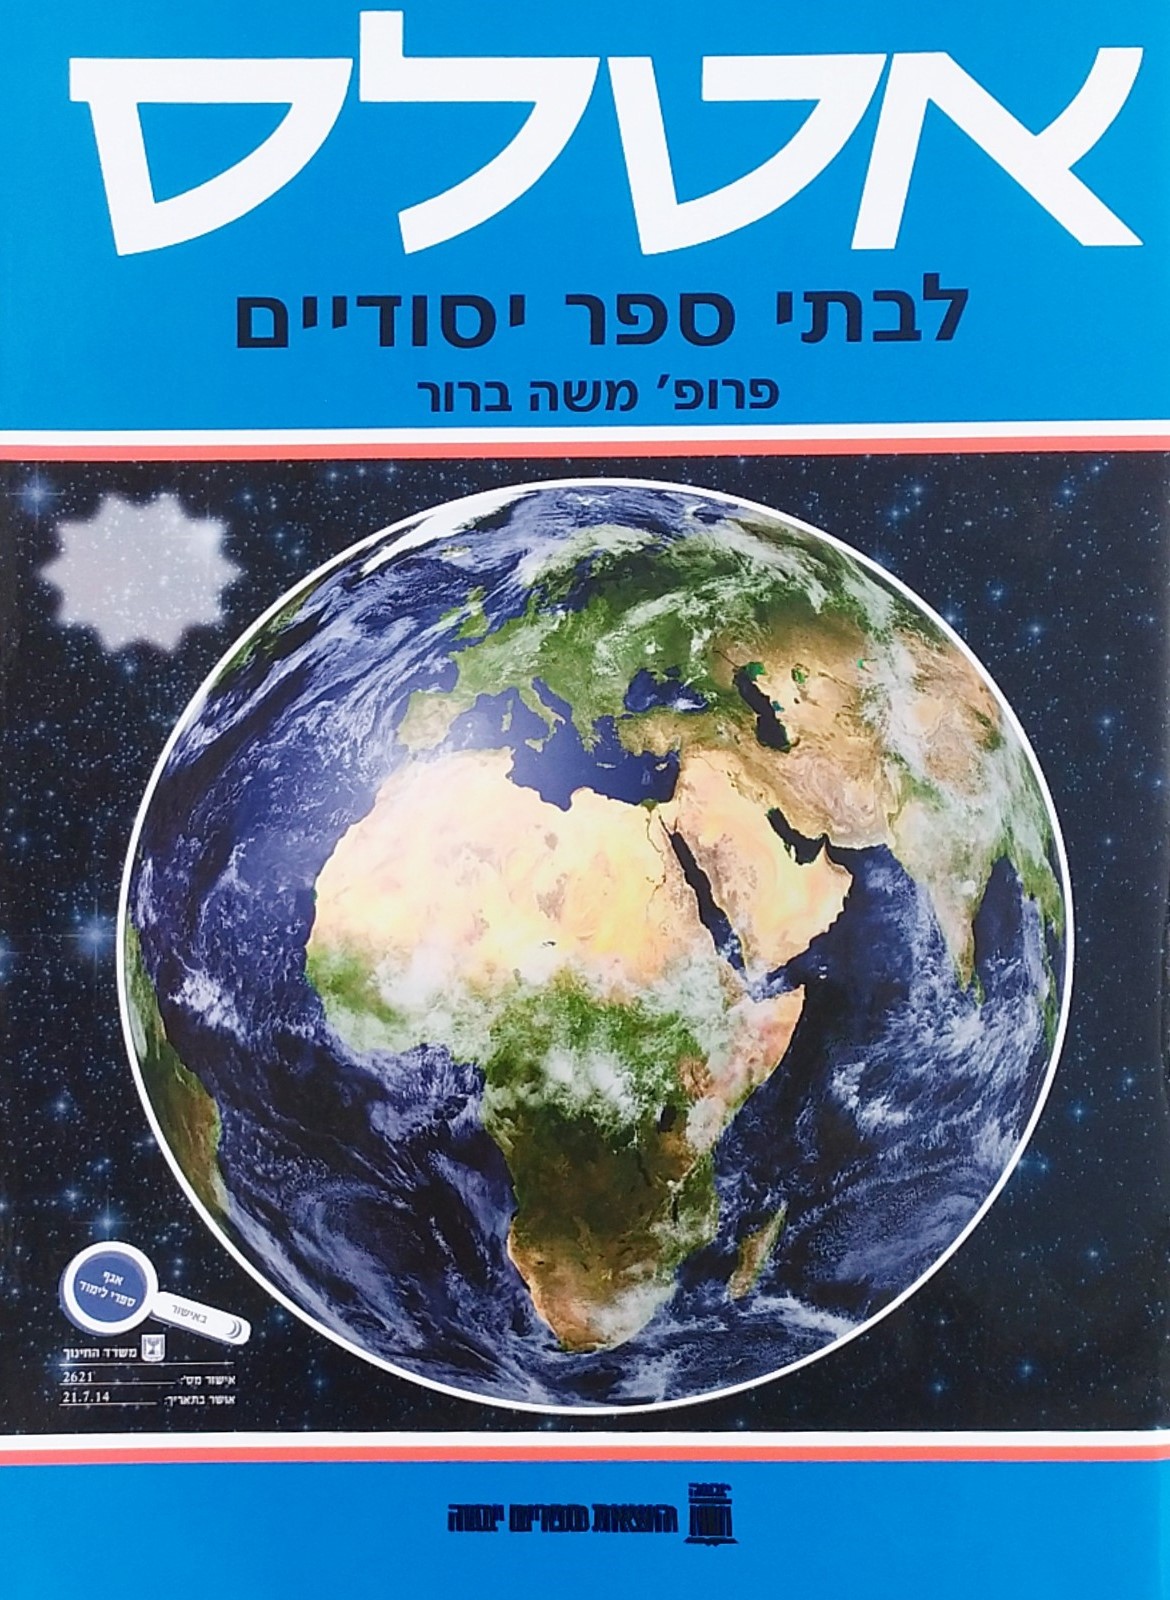 אטלס
לבתי ספר יסודיים
פרופ' משה ברור
אגף
ספרי לימוד
באישור
משרד החינוך
אישור מס': 2621
אושר בתאריך: 21.7.14
יבנה
הוצאת ספרים יבנה